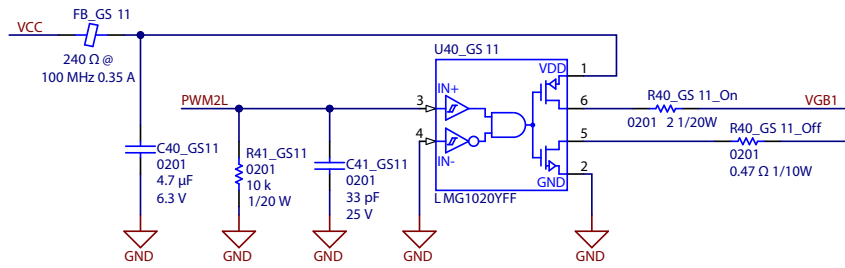 FB_GS 11
VCC
240 Ω @
100 MHz 0.35 A
U40_GS 11
VDD
1
IN+
PWM2L
3
6
R40_GS 11_On
VGB1
0201 2 1/20W
4
IN-
5
R40_GS 11_Off
0201
0.47 Ω 1/10W
C40_GS11
0201
4.7 µF
6.3 V
R41_GS11
0201
10 k
1/20 W
C41_GS11
0201
33 pF
25 V
2
GND
LMG1020YFF
GND
GND
GND
GND
GND